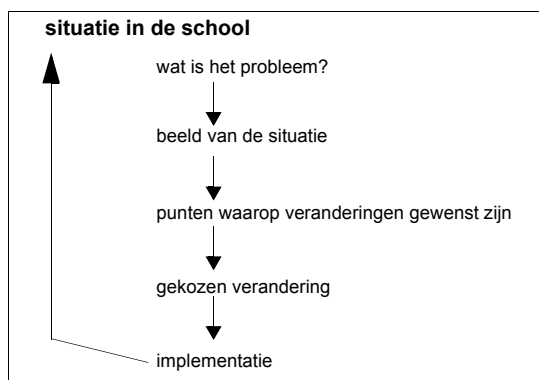 situatie in de school
wat is het probleem?
beeld van de situatie
punten waarop veranderingen gewenst zijn
gekozen verandering
implementatie